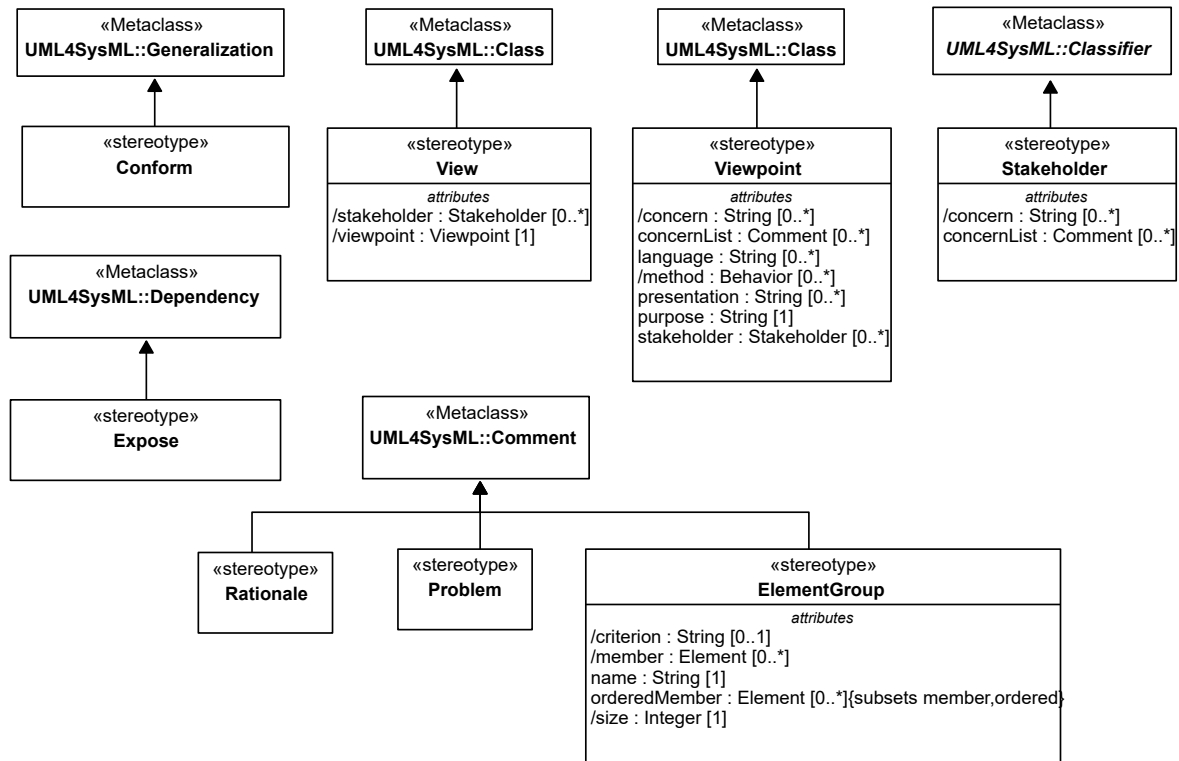 «Metaclass»
UML4SysML::Generalization
«stereotype»
Conform
«Metaclass»
UML4SysML::Class
«stereotype»
View
attributes
/stakeholder : Stakeholder [0..*]
/viewpoint : Viewpoint [1]
«Metaclass»
UML4SysML::Class
«stereotype»
Viewpoint
attributes
/concern : String [0..*]
concernList : Comment [0..*]
language : String [0..*]
/method : Behavior [0..*]
presentation : String [0..*]
purpose : String [1]
stakeholder : Stakeholder [0..*]
«Metaclass»
UML4SysML::Classifier
«stereotype»
Stakeholder
attributes
/concern : String [0..*]
concernList : Comment [0..*]
«Metaclass»
UML4SysML::Dependency
«stereotype»
Expose
«Metaclass»
UML4SysML::Comment
«stereotype»
Rationale
«stereotype»
Problem
«stereotype»
ElementGroup
attributes
/criterion : String [0..1]
/member : Element [0..*]
name : String [1]
orderedMember : Element [0..*]{subsets member,ordered}
/size : Integer [1]